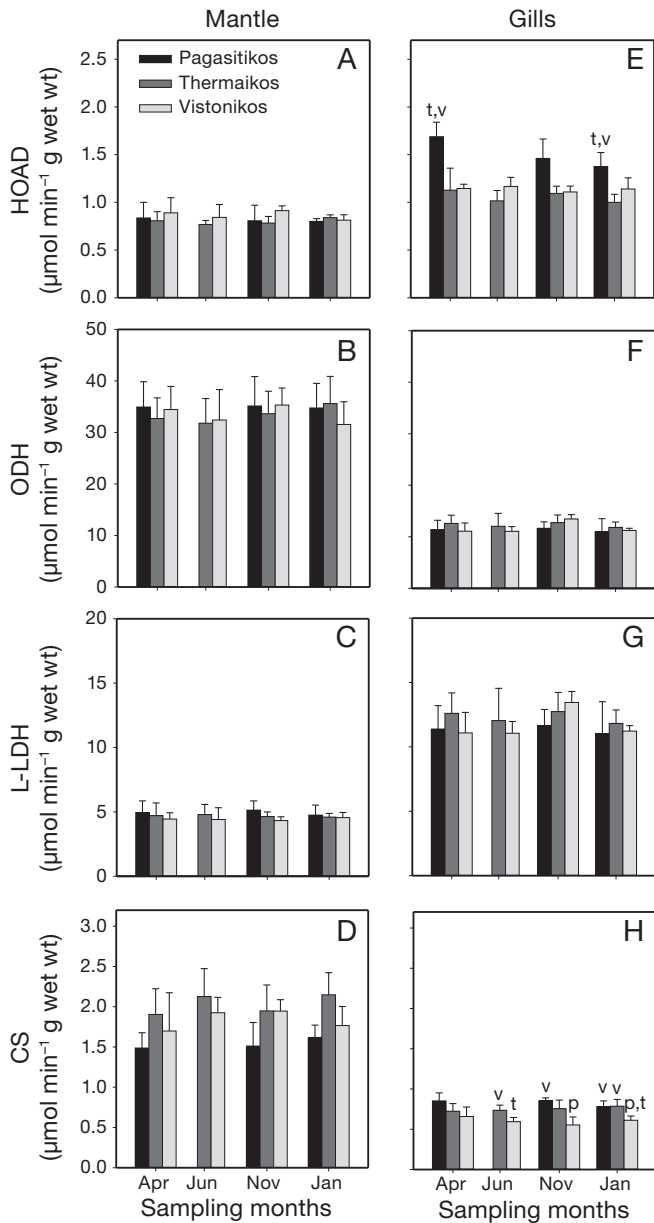 Mantle
Gills
HOAD
(µmol min⁻¹ g wet wt)
2.5
2.0
1.5
1.0
0.5
0.0
Pagasitikos
Thermaikos
Vistonikos
A
E
t,v
t,v
ODH
(µmol min⁻¹ g wet wt)
50
40
30
20
10
0
B
F
L-LDH
(µmol min⁻¹ g wet wt)
20
15
10
5
0
C
G
CS
(µmol min⁻¹ g wet wt)
3.0
2.5
2.0
1.5
1.0
0.5
0.0
D
H
v
t
v
p
v
v
p,t
Apr Jun Nov Jan
Apr Jun Nov Jan
Sampling months
Sampling months